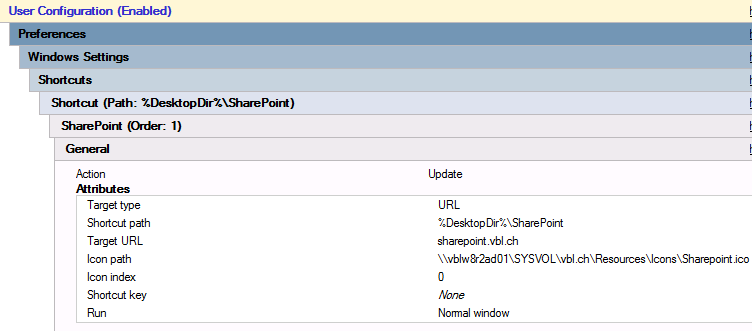 User Configuration (Enabled)
Preferences
Windows Settings
Shortcuts
Shortcut (Path: %DesktopDir%\SharePoint)
SharePoint (Order: 1)
General
Action Update
Attributes
Target type URL
Shortcut path %DesktopDir%\SharePoint
Target URL sharepoint.vbl.ch
Icon path \\vblw8r2ad01\SYSVOL\vbl.ch\Resources\Icons\Sharepoint.ico
Icon index 0
Shortcut key None
Run Normal window